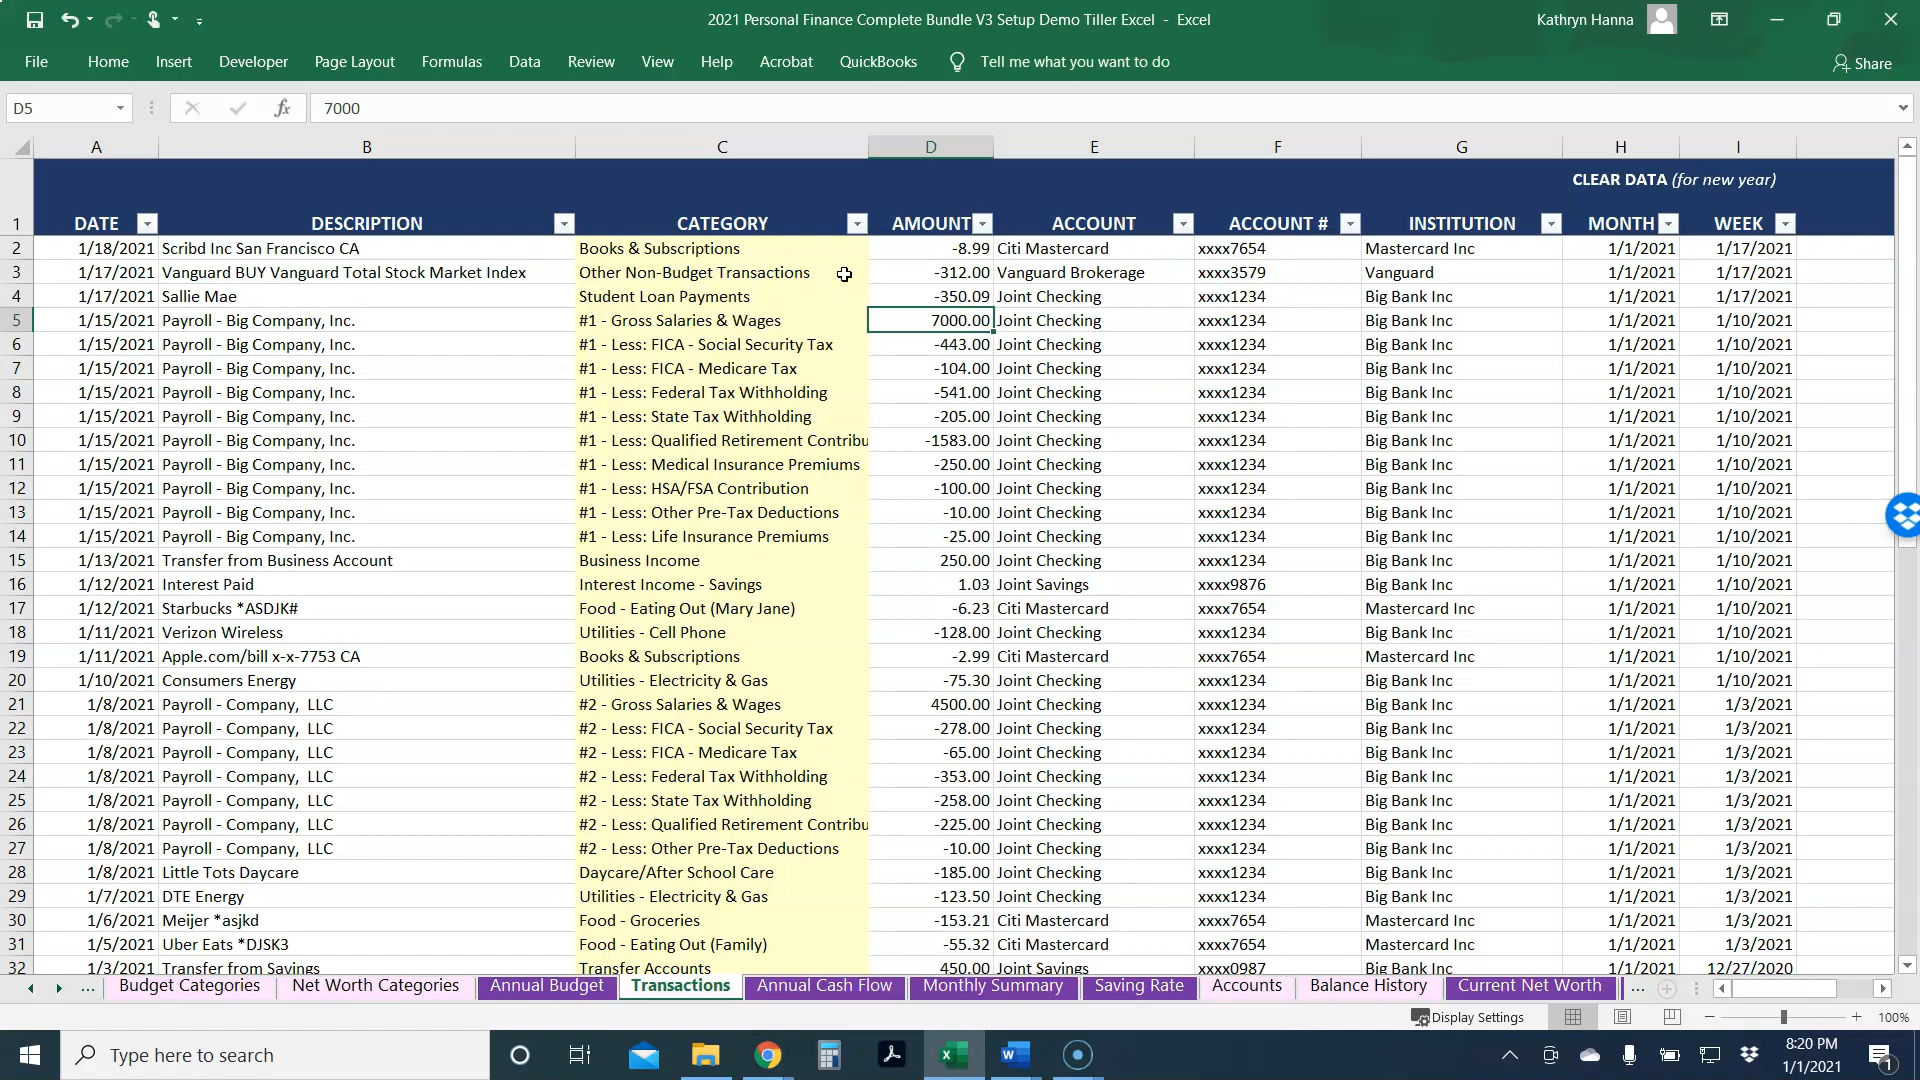 2021 Personal Finance Complete Bundle V3 Setup Demo Tiller Excel - Excel
Kathryn Hanna
File Home Insert Developer Page Layout Formulas Data Review View Help Acrobat QuickBooks Tell me what you want to do Share
D5 fx 7000
A B C D E F G H I
CLEAR DATA (for new year)
1 DATE DESCRIPTION CATEGORY AMOUNT ACCOUNT ACCOUNT # INSTITUTION MONTH WEEK
2 1/18/2021 Scribd Inc San Francisco CA Books & Subscriptions -8.99 Citi Mastercard xxxx7654 Mastercard Inc 1/1/2021 1/17/2021
3 1/17/2021 Vanguard BUY Vanguard Total Stock Market Index Other Non-Budget Transactions -312.00 Vanguard Brokerage xxxx3579 Vanguard 1/1/2021 1/17/2021
4 1/17/2021 Sallie Mae Student Loan Payments -350.09 Joint Checking xxxx1234 Big Bank Inc 1/1/2021 1/17/2021
5 1/15/2021 Payroll - Big Company, Inc. #1 - Gross Salaries & Wages 7000.00 Joint Checking xxxx1234 Big Bank Inc 1/1/2021 1/10/2021
6 1/15/2021 Payroll - Big Company, Inc. #1 - Less: FICA - Social Security Tax -443.00 Joint Checking xxxx1234 Big Bank Inc 1/1/2021 1/10/2021
7 1/15/2021 Payroll - Big Company, Inc. #1 - Less: FICA - Medicare Tax -104.00 Joint Checking xxxx1234 Big Bank Inc 1/1/2021 1/10/2021
8 1/15/2021 Payroll - Big Company, Inc. #1 - Less: Federal Tax Withholding -541.00 Joint Checking xxxx1234 Big Bank Inc 1/1/2021 1/10/2021
9 1/15/2021 Payroll - Big Company, Inc. #1 - Less: State Tax Withholding -205.00 Joint Checking xxxx1234 Big Bank Inc 1/1/2021 1/10/2021
10 1/15/2021 Payroll - Big Company, Inc. #1 - Less: Qualified Retirement Contribu -1583.00 Joint Checking xxxx1234 Big Bank Inc 1/1/2021 1/10/2021
11 1/15/2021 Payroll - Big Company, Inc. #1 - Less: Medical Insurance Premiums -250.00 Joint Checking xxxx1234 Big Bank Inc 1/1/2021 1/10/2021
12 1/15/2021 Payroll - Big Company, Inc. #1 - Less: HSA/FSA Contribution -100.00 Joint Checking xxxx1234 Big Bank Inc 1/1/2021 1/10/2021
13 1/15/2021 Payroll - Big Company, Inc. #1 - Less: Other Pre-Tax Deductions -10.00 Joint Checking xxxx1234 Big Bank Inc 1/1/2021 1/10/2021
14 1/15/2021 Payroll - Big Company, Inc. #1 - Less: Life Insurance Premiums -25.00 Joint Checking xxxx1234 Big Bank Inc 1/1/2021 1/10/2021
15 1/13/2021 Transfer from Business Account Business Income 250.00 Joint Checking xxxx1234 Big Bank Inc 1/1/2021 1/10/2021
16 1/12/2021 Interest Paid Interest Income - Savings 1.03 Joint Savings xxxx9876 Big Bank Inc 1/1/2021 1/10/2021
17 1/12/2021 Starbucks *ASDJK# Food - Eating Out (Mary Jane) -6.23 Citi Mastercard xxxx7654 Mastercard Inc 1/1/2021 1/10/2021
18 1/11/2021 Verizon Wireless Utilities - Cell Phone -128.00 Joint Checking xxxx1234 Big Bank Inc 1/1/2021 1/10/2021
19 1/11/2021 Apple.com/bill x-x-7753 CA Books & Subscriptions -2.99 Citi Mastercard xxxx7654 Mastercard Inc 1/1/2021 1/10/2021
20 1/10/2021 Consumers Energy Utilities - Electricity & Gas -75.30 Joint Checking xxxx1234 Big Bank Inc 1/1/2021 1/10/2021
21 1/8/2021 Payroll - Company, LLC #2 - Gross Salaries & Wages 4500.00 Joint Checking xxxx1234 Big Bank Inc 1/1/2021 1/3/2021
22 1/8/2021 Payroll - Company, LLC #2 - Less: FICA - Social Security Tax -278.00 Joint Checking xxxx1234 Big Bank Inc 1/1/2021 1/3/2021
23 1/8/2021 Payroll - Company, LLC #2 - Less: FICA - Medicare Tax -65.00 Joint Checking xxxx1234 Big Bank Inc 1/1/2021 1/3/2021
24 1/8/2021 Payroll - Company, LLC #2 - Less: Federal Tax Withholding -353.00 Joint Checking xxxx1234 Big Bank Inc 1/1/2021 1/3/2021
25 1/8/2021 Payroll - Company, LLC #2 - Less: State Tax Withholding -258.00 Joint Checking xxxx1234 Big Bank Inc 1/1/2021 1/3/2021
26 1/8/2021 Payroll - Company, LLC #2 - Less: Qualified Retirement Contribu -225.00 Joint Checking xxxx1234 Big Bank Inc 1/1/2021 1/3/2021
27 1/8/2021 Payroll - Company, LLC #2 - Less: Other Pre-Tax Deductions -10.00 Joint Checking xxxx1234 Big Bank Inc 1/1/2021 1/3/2021
28 1/8/2021 Little Tots Daycare Daycare/After School Care -185.00 Joint Checking xxxx1234 Big Bank Inc 1/1/2021 1/3/2021
29 1/7/2021 DTE Energy Utilities - Electricity & Gas -123.50 Joint Checking xxxx1234 Big Bank Inc 1/1/2021 1/3/2021
30 1/6/2021 Meijer *asjkd Food - Groceries -153.21 Citi Mastercard xxxx7654 Mastercard Inc 1/1/2021 1/3/2021
31 1/5/2021 Uber Eats *DJSK3 Food - Eating Out (Family) -55.32 Citi Mastercard xxxx7654 Mastercard Inc 1/1/2021 1/3/2021
32 1/3/2021 Transfer from Savings Transfer Accounts 450.00 Joint Savings xxxx0987 Big Bank Inc 1/1/2021 12/27/2020
... Budget Categories Net Worth Categories Annual Budget Transactions Annual Cash Flow Monthly Summary Saving Rate Accounts Balance History Current Net Worth ...
Display Settings 100%
Type here to search
8:20 PM
1/1/2021
1